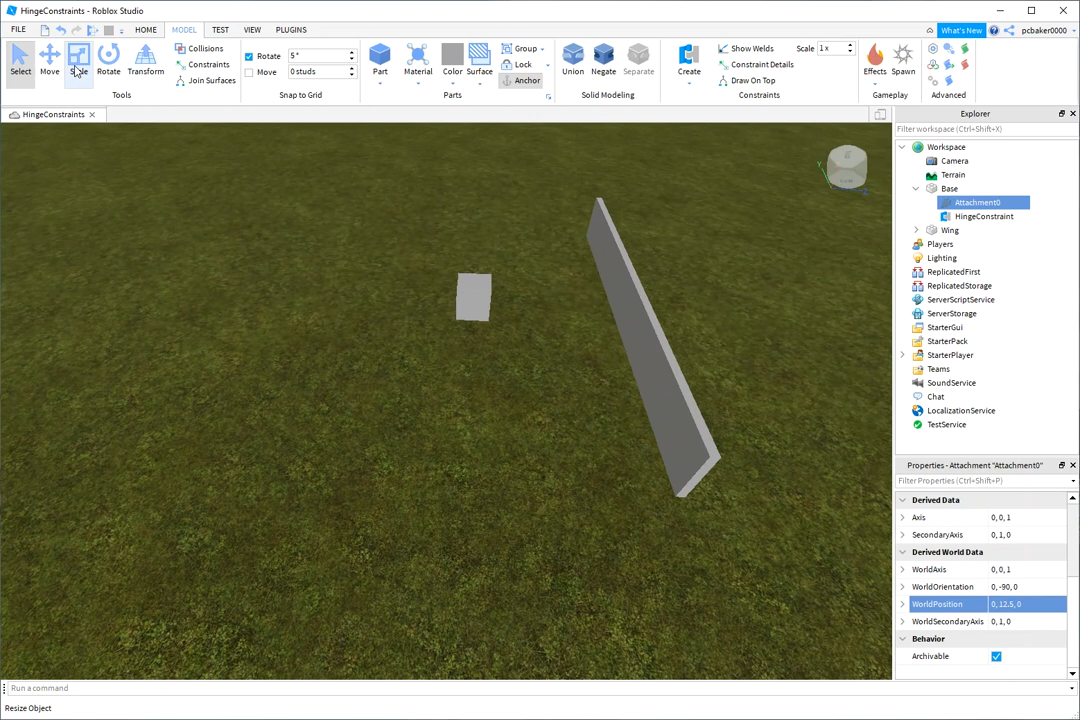 HingeConstraints - Roblox Studio
FILE HOME MODEL TEST VIEW PLUGINS What's New pcbaker0000
Select Move Scale Rotate Transform Collisions Constraints Join Surfaces Rotate 5° Move 0 studs Part Material Color Surface Group Lock Anchor Union Negate Separate Create Show Welds Scale 1x Constraint Details Draw On Top Effects Spawn
Tools Snap to Grid Parts Solid Modeling Constraints Gameplay Advanced
HingeConstraints
Explorer
Filter workspace (Ctrl+Shift+X)
Workspace
Camera
Terrain
Base
Attachment0
HingeConstraint
Wing
Players
Lighting
ReplicatedFirst
ReplicatedStorage
ServerScriptService
ServerStorage
StarterGui
StarterPack
StarterPlayer
Teams
SoundService
Chat
LocalizationService
TestService
Properties - Attachment "Attachment0"
Filter Properties (Ctrl+Shift+P)
Derived Data
Axis 0, 0, 1
SecondaryAxis 0, 1, 0
Derived World Data
WorldAxis 0, 0, 1
WorldOrientation 0, -90, 0
WorldPosition 0, 12.5, 0
WorldSecondaryAxis 0, 1, 0
Behavior
Archivable
Run a command
Resize Object